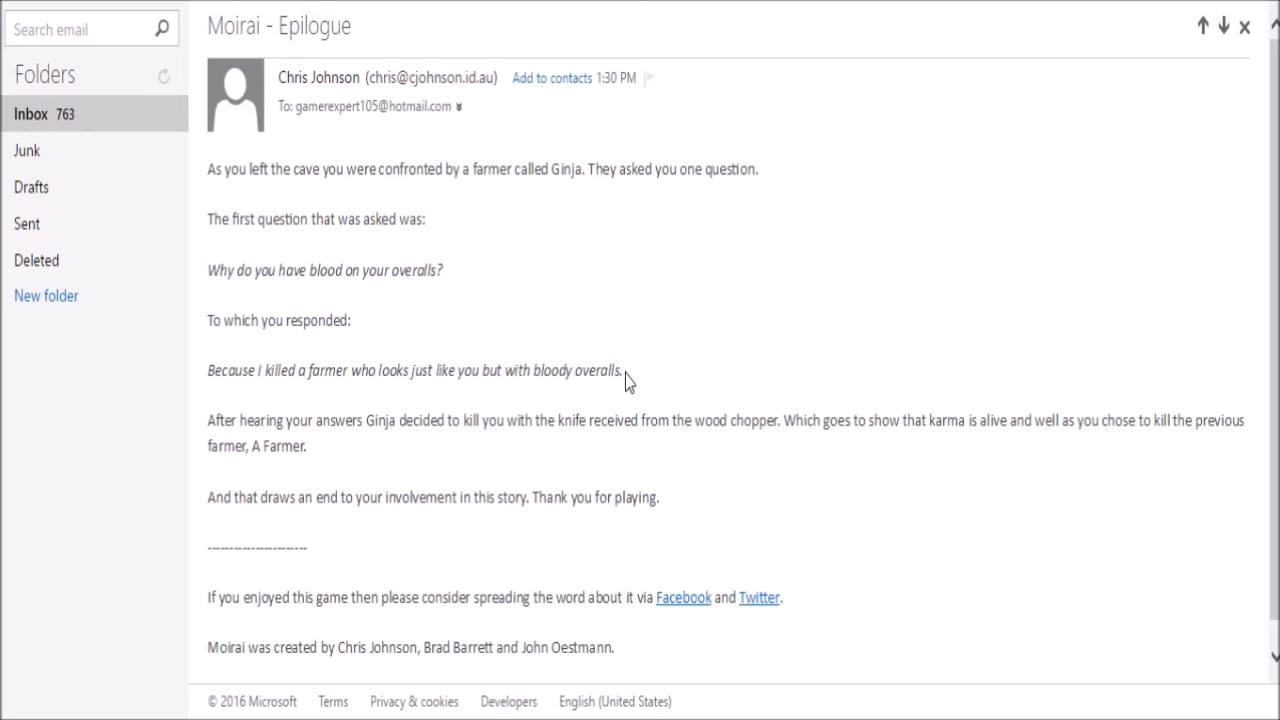 Search email
Folders
Inbox 763
Junk
Drafts
Sent
Deleted
New folder
Moirai - Epilogue
Chris Johnson (chris@cjohnson.id.au) Add to contacts 1:30 PM
To: gamerexpert105@hotmail.com
As you left the cave you were confronted by a farmer called Ginja. They asked you one question.
The first question that was asked was:
Why do you have blood on your overalls?
To which you responded:
Because I killed a farmer who looks just like you but with bloody overalls.
After hearing your answers Ginja decided to kill you with the knife received from the wood chopper. Which goes to show that karma is alive and well as you chose to kill the previous
farmer, A Farmer.
And that draws an end to your involvement in this story. Thank you for playing.
----------------------
If you enjoyed this game then please consider spreading the word about it via Facebook and Twitter.
Moirai was created by Chris Johnson, Brad Barrett and John Oestmann.
© 2016 Microsoft Terms Privacy & cookies Developers English (United States)